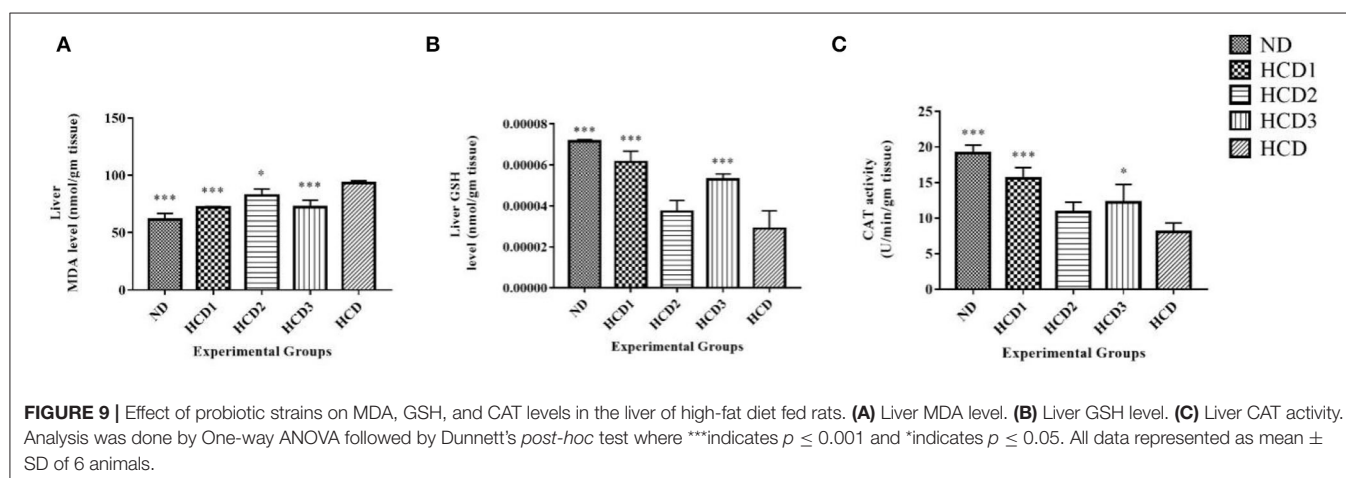 A
B
C
ND
HCD1
HCD2
HCD3
HCD
Liver
MDA level (nmol/gm tissue)
150
100
50
0
***
***
*
***
ND
HCD1
HCD2
HCD3
HCD
Experimental Groups
Liver GSH
level (nmol/gm tissue)
0.00008
0.00006
0.00004
0.00002
0.00000
***
***
***
ND
HCD1
HCD2
HCD3
HCD
Experimental Groups
CAT activity
(U/min/gm tissue)
25
20
15
10
5
0
***
***
*
ND
HCD1
HCD2
HCD3
HCD
Experimental Groups
FIGURE 9 | Effect of probiotic strains on MDA, GSH, and CAT levels in the liver of high-fat diet fed rats. (A) Liver MDA level. (B) Liver GSH level. (C) Liver CAT activity.
Analysis was done by One-way ANOVA followed by Dunnett's post-hoc test where ***indicates p ≤ 0.001 and *indicates p ≤ 0.05. All data represented as mean ±
SD of 6 animals.